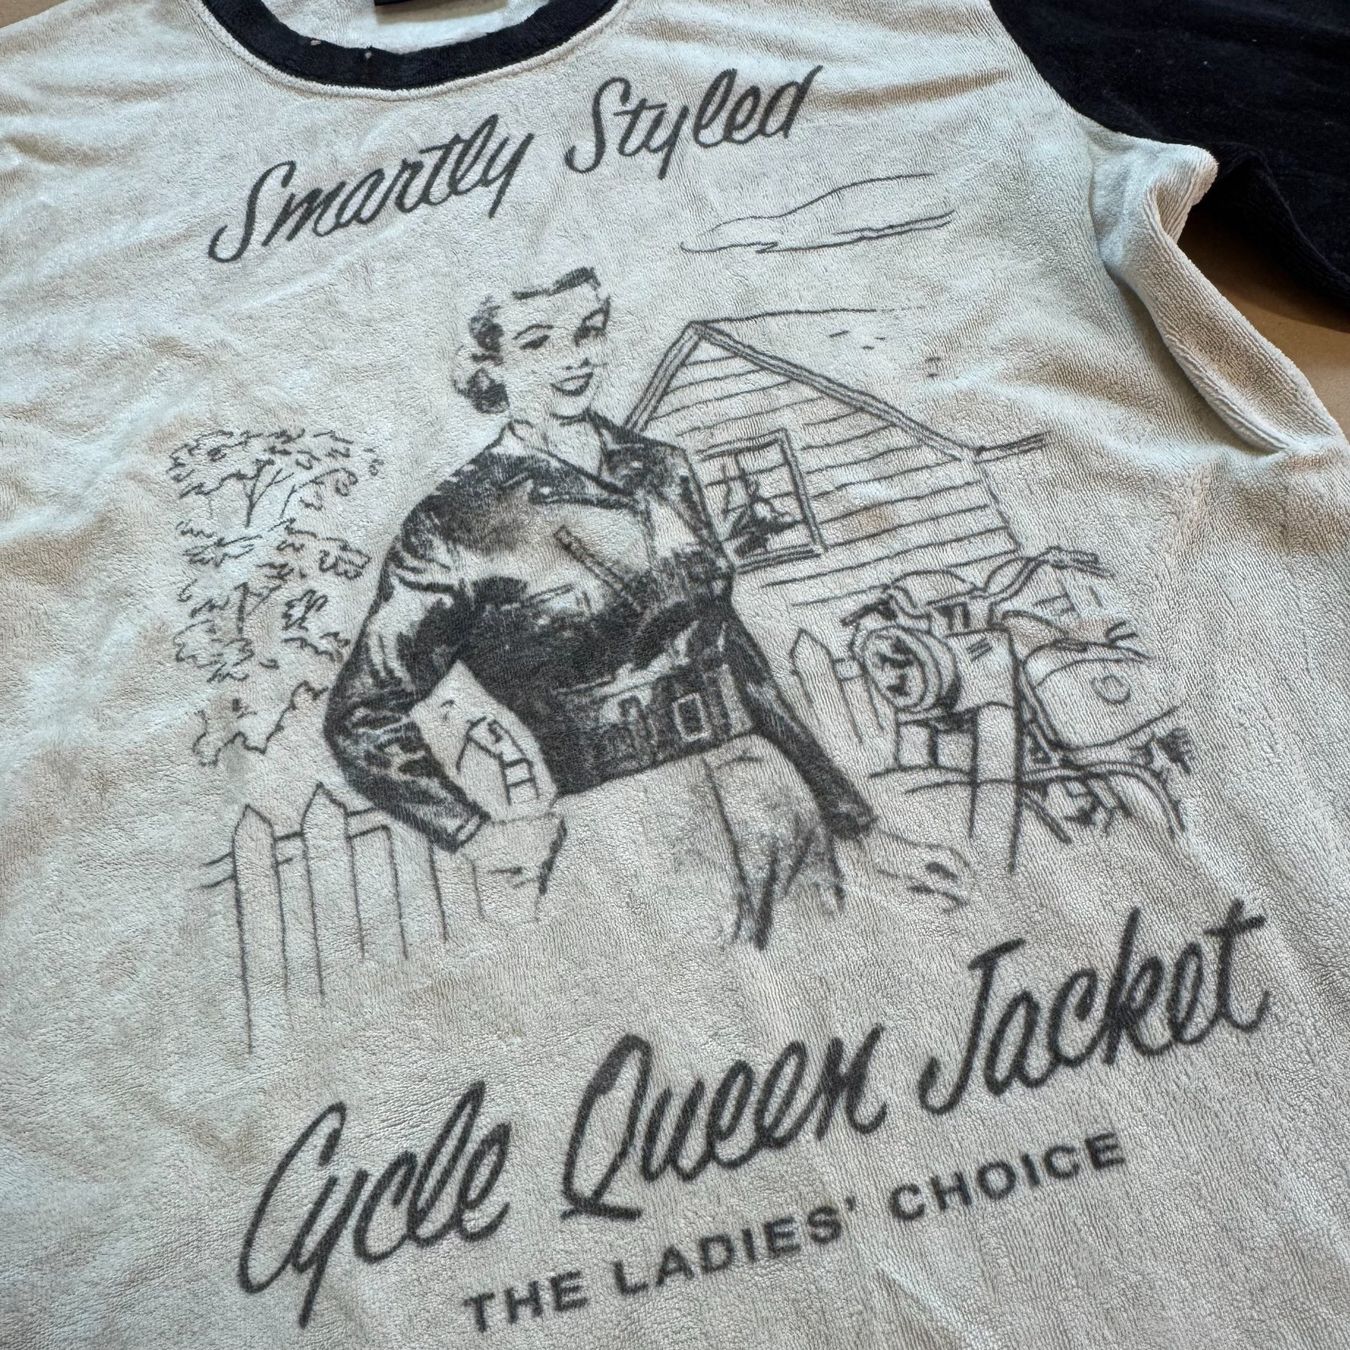 Smartly Styled
Cycle Queen Jacket
THE LADIES' CHOICE